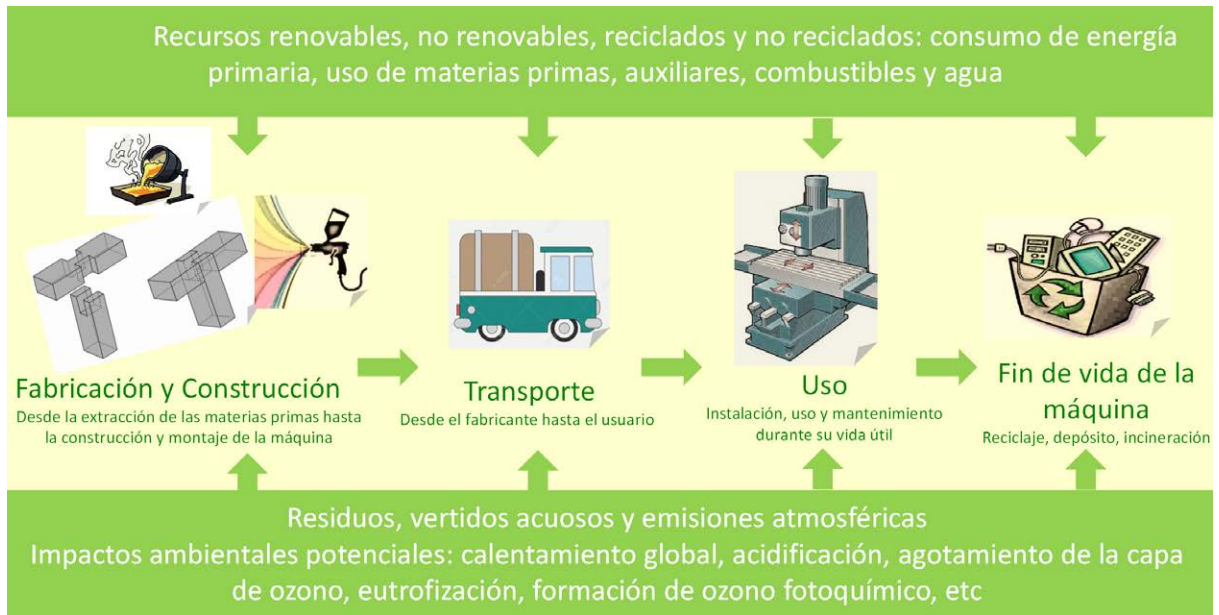 Recursos renovables, no renovables, reciclados y no reciclados: consumo de energía
primaria, uso de materias primas, auxiliares, combustibles y agua
Fabricación y Construcción
Desde la extracción de las materias primas hasta
la construcción y montaje de la máquina
Transporte
Desde el fabricante hasta el usuario
Uso
Instalación, uso y mantenimiento
durante su vida útil
Fin de vida de la
máquina
Reciclaje, depósito, incineración
Residuos, vertidos acuosos y emisiones atmosféricas
Impactos ambientales potenciales: calentamiento global, acidificación, agotamiento de la capa
de ozono, eutrofización, formación de ozono fotoquímico, etc